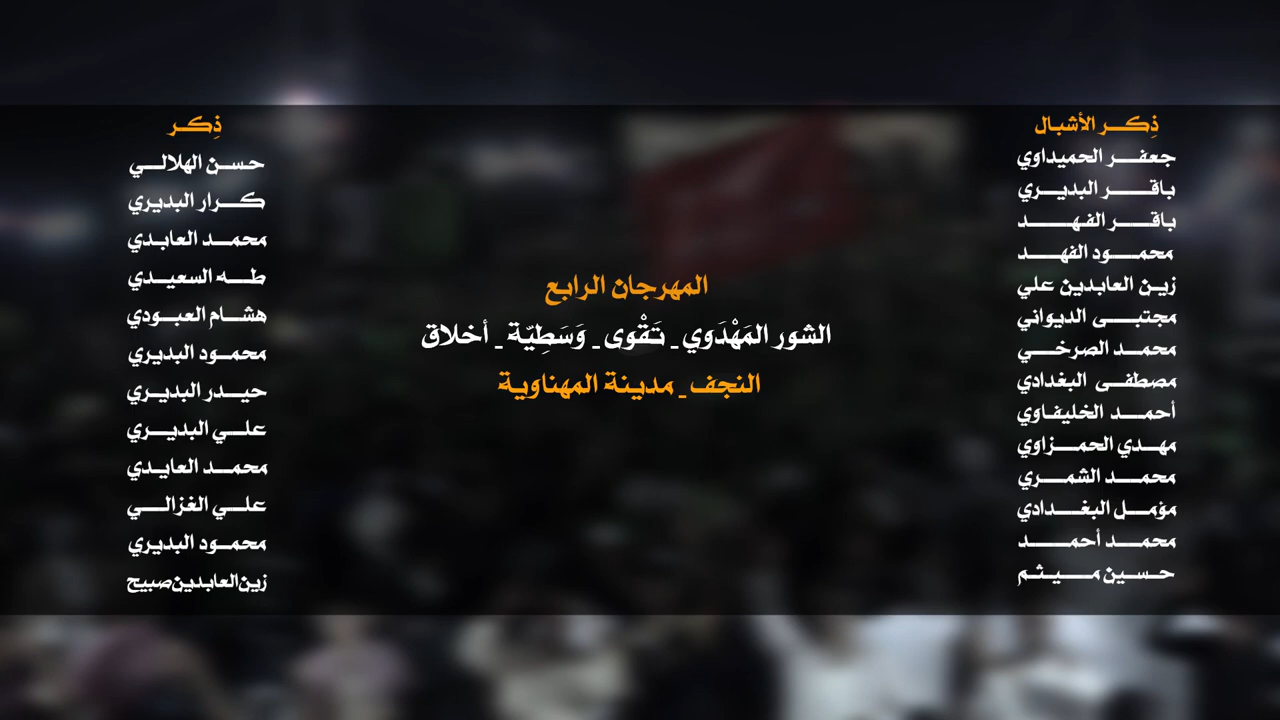 ذِكر الأشبال
جعفر الحميداوي
باقر البديري
باقر الفهد
محمود الفهد
زين العابدين علي
مجتبى الديواني
محمد الصرخي
مصطفى البغدادي
أحمد الخليفاوي
مهدي الحمزاوي
محمد الشمري
مؤمل البغدادي
محمد أحمد
حسين ميثم
المهرجان الرابع
الشور المَهْدَوي ـ تَقْوى ـ وَسَطِيّة ـ أخلاق
النجف ـ مدينة المهناوية
ذِكر
حسن الهلالي
كرار البديري
محمد العابدي
طه السعيدي
هشام العبودي
محمود البديري
حيدر البديري
علي البديري
محمد العايدي
علي الغزالي
محمود البديري
زين العابدين صبيح